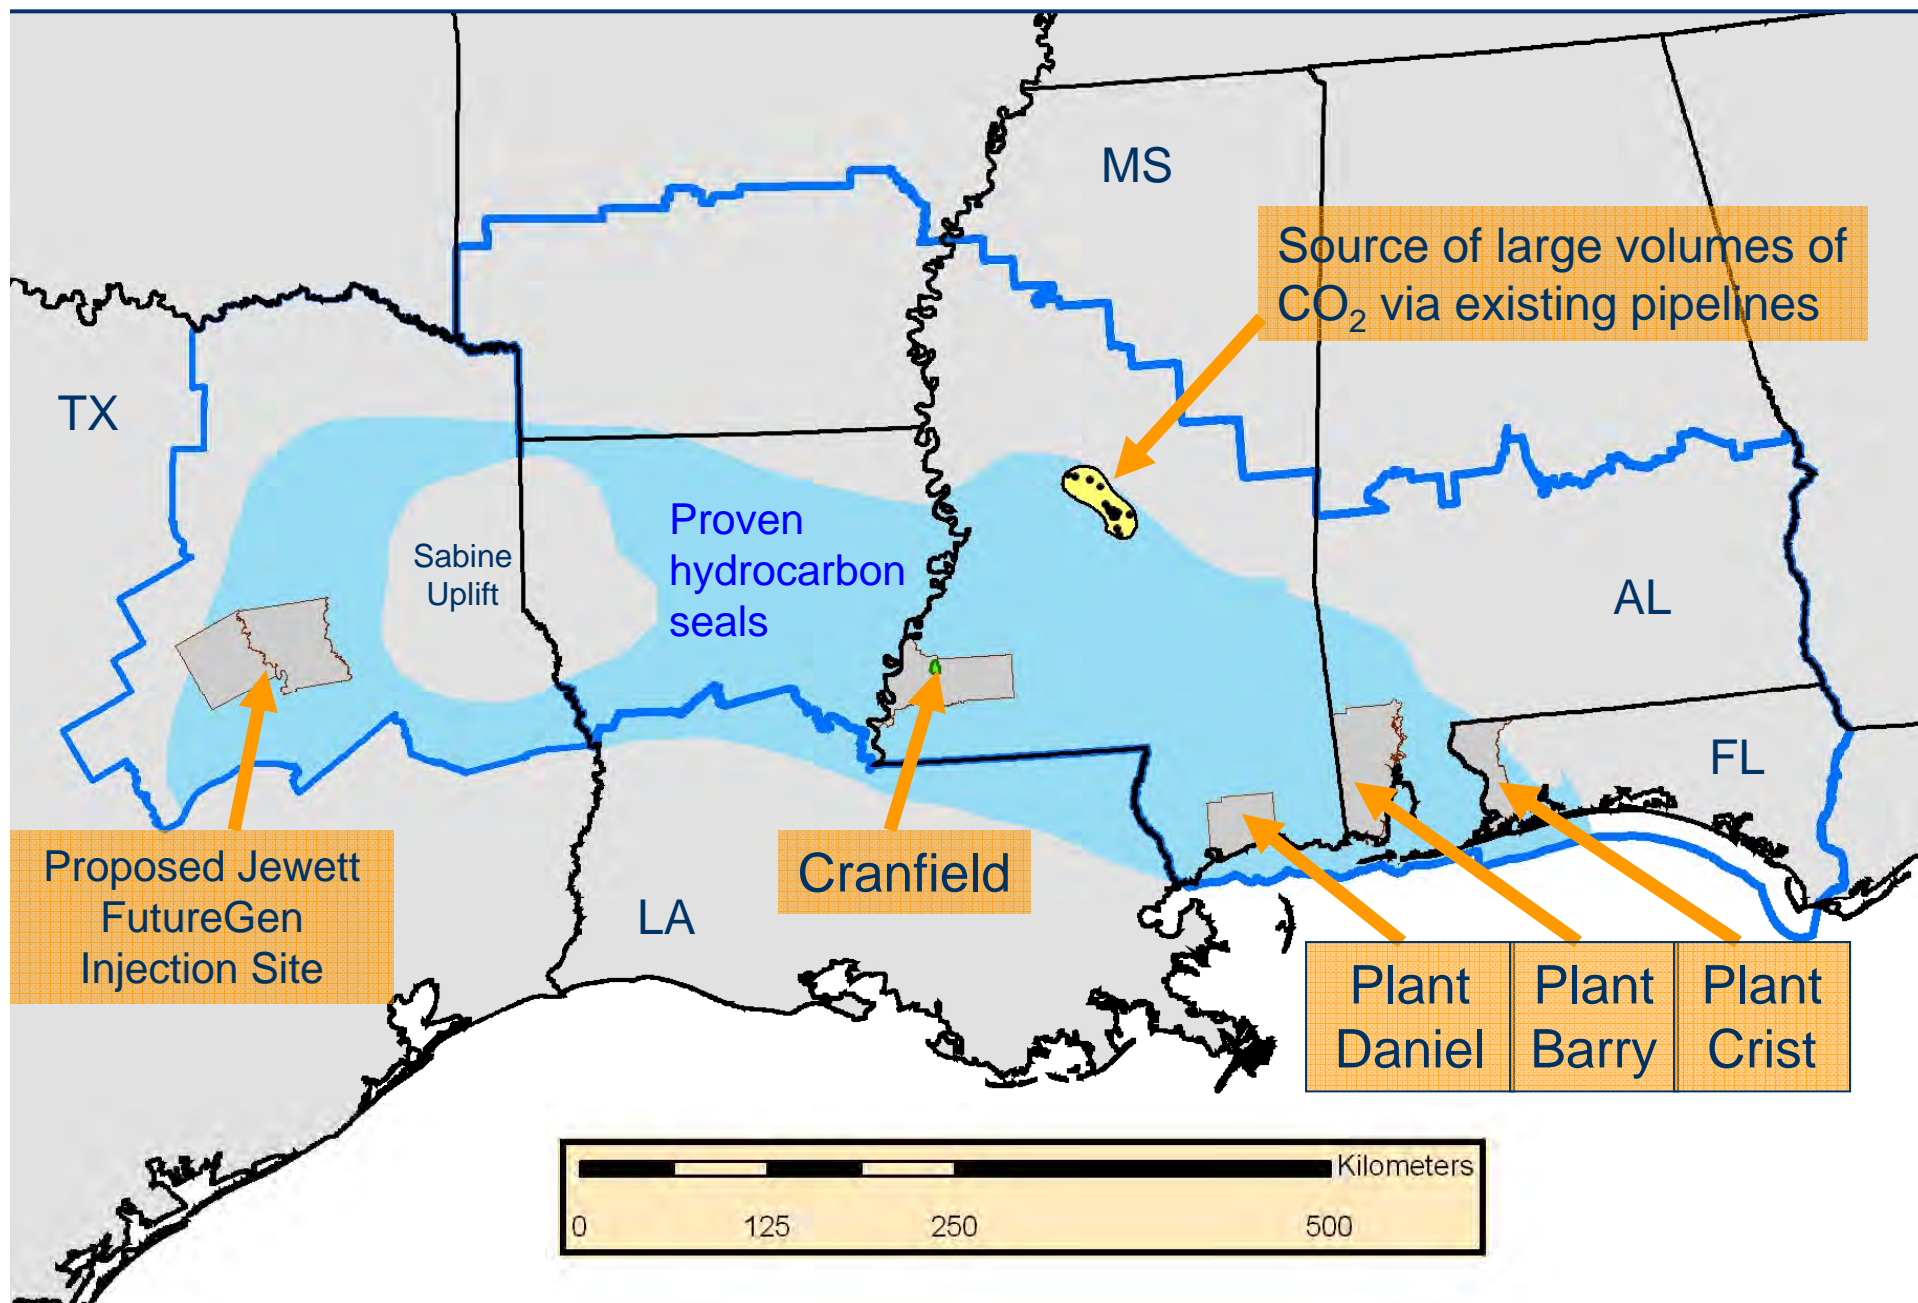 MS
Source of large volumes of
CO₂ via existing pipelines
TX
Sabine
Uplift
Proven
hydrocarbon
seals
AL
FL
Proposed Jewett
FutureGen
Injection Site
Cranfield
LA
Plant
Daniel
Plant
Barry
Plant
Crist
Kilometers
0 125 250 500